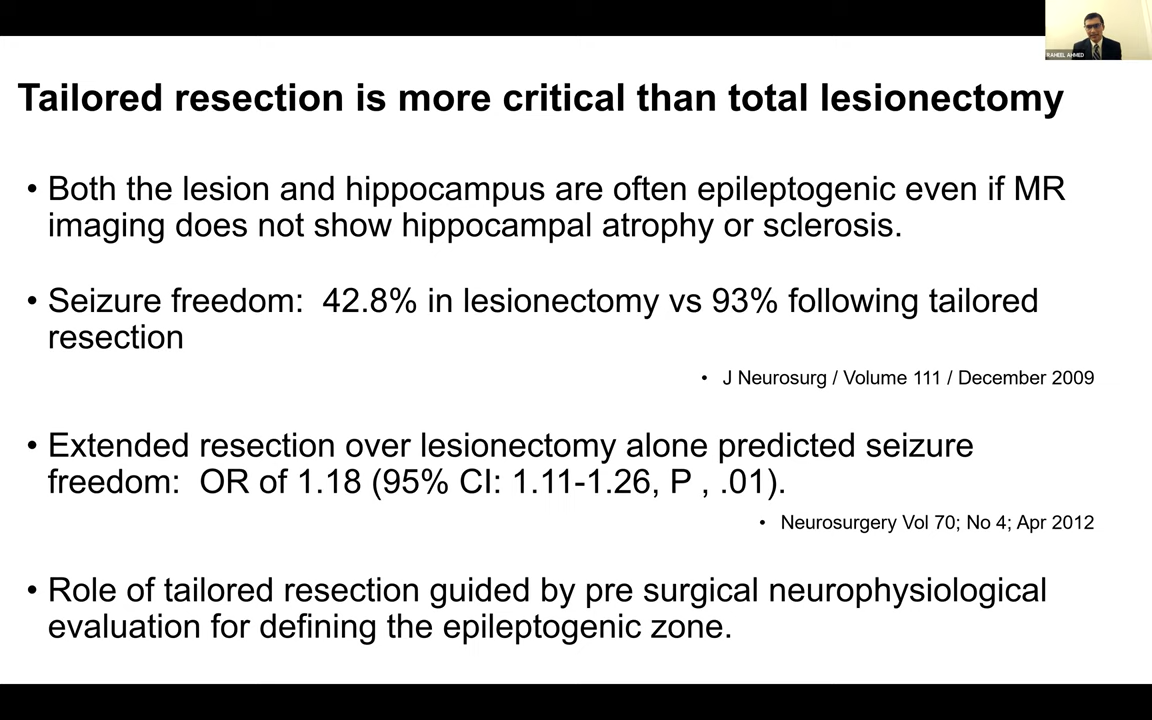 RAHEEL AHMED
Tailored resection is more critical than total lesionectomy
• Both the lesion and hippocampus are often epileptogenic even if MR
imaging does not show hippocampal atrophy or sclerosis.
• Seizure freedom: 42.8% in lesionectomy vs 93% following tailored
resection
• J Neurosurg / Volume 111 / December 2009
• Extended resection over lesionectomy alone predicted seizure
freedom: OR of 1.18 (95% CI: 1.11-1.26, P , .01).
• Neurosurgery Vol 70; No 4; Apr 2012
• Role of tailored resection guided by pre surgical neurophysiological
evaluation for defining the epileptogenic zone.